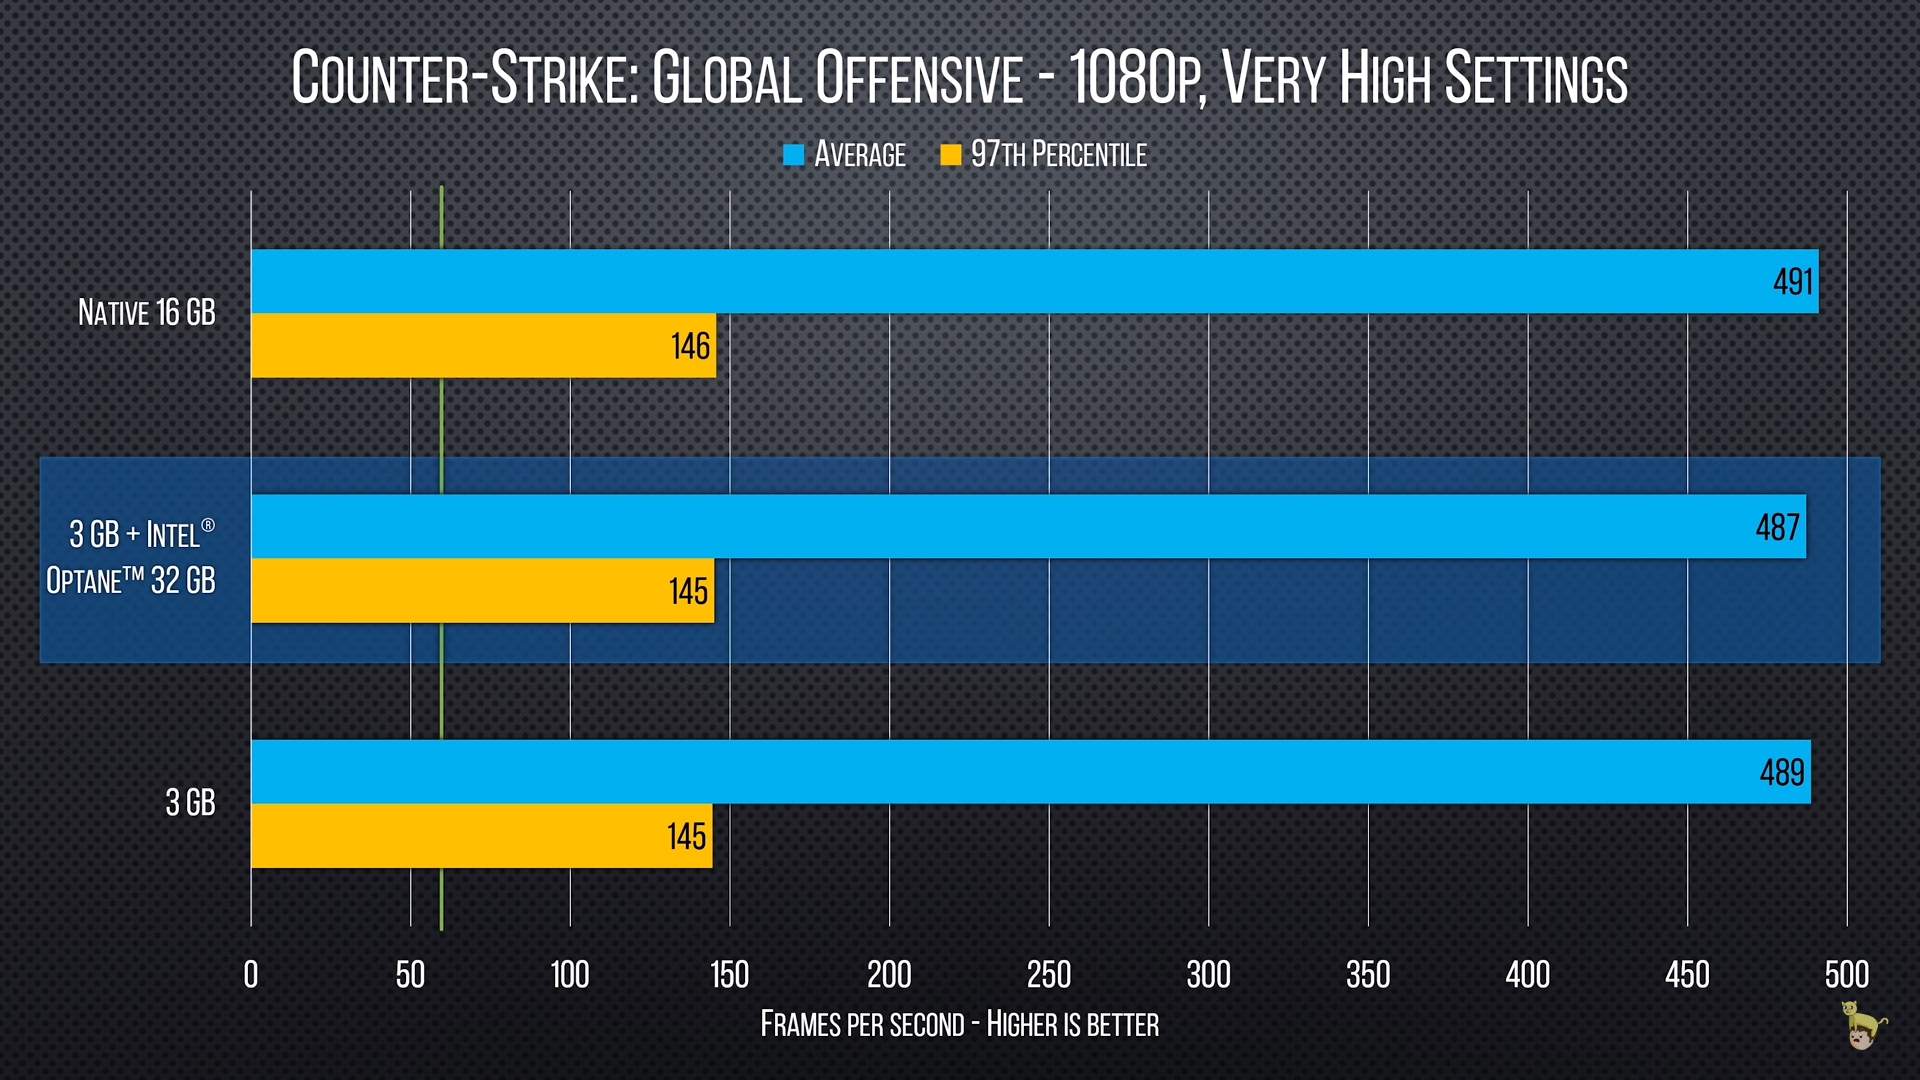 Counter-Strike: Global Offensive - 1080p, Very High Settings
Average 97th Percentile
Native 16 GB
491
146
3 GB + Intel®
Optane™ 32 GB
487
145
3 GB
489
145
0 50 100 150 200 250 300 350 400 450 500
Frames per second - Higher is better